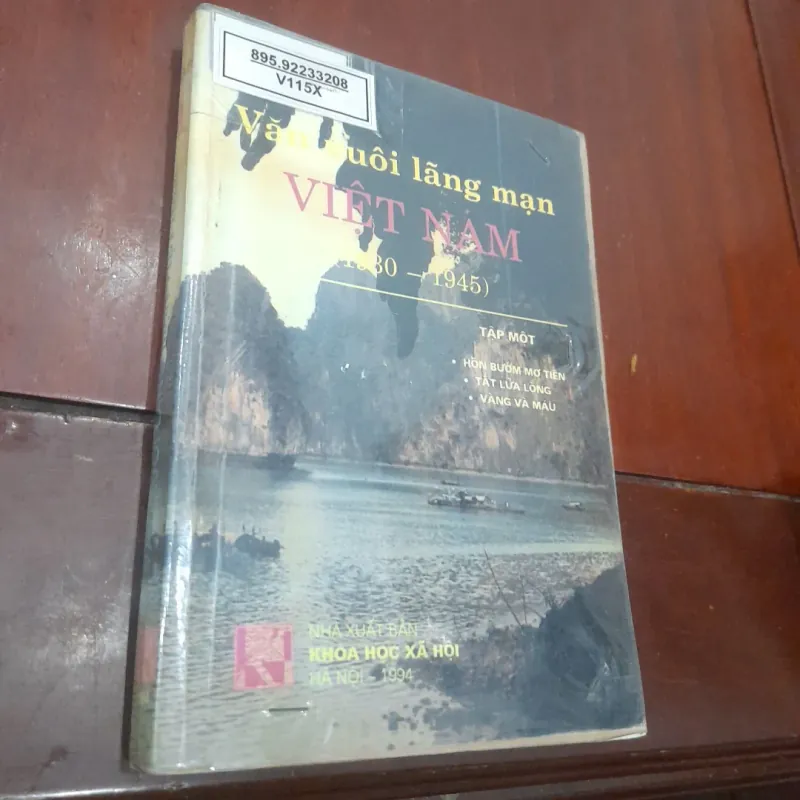 895.92233208
V115X
Văn xuôi lãng mạn
VIỆT NAM
(1930 - 1945)
TẬP MỘT
• HỒN BƯỚM MƠ TIÊN
• TẮT LỬA LÒNG
• VÀNG VÀ MÁU
NHÀ XUẤT BẢN
KHOA HỌC XÃ HỘI
HÀ NỘI - 1994